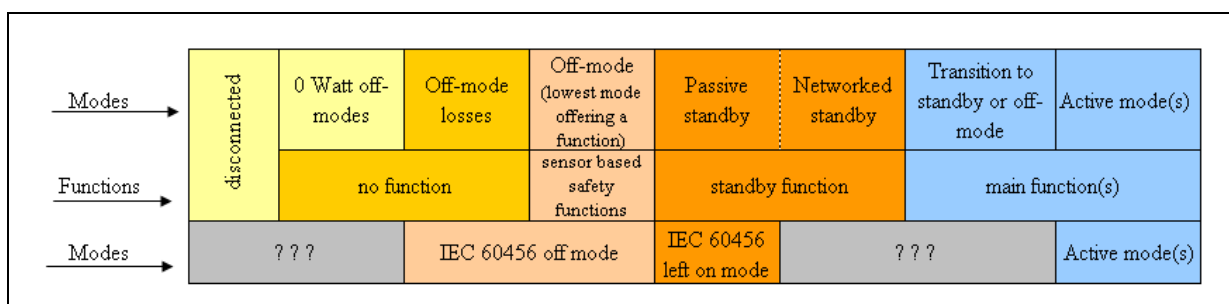 Modes
disconnected
0 Watt off-
modes
Off-mode
losses
Off-mode
(lowest mode
offering a
function)
Passive
standby
Networked
standby
Transition to
standby or off-
mode
Active mode(s)
Functions
no function
sensor based
safety
functions
standby function
main function(s)
Modes
? ? ?
IEC 60456 off mode
IEC 60456
left on mode
? ? ?
Active mode(s)